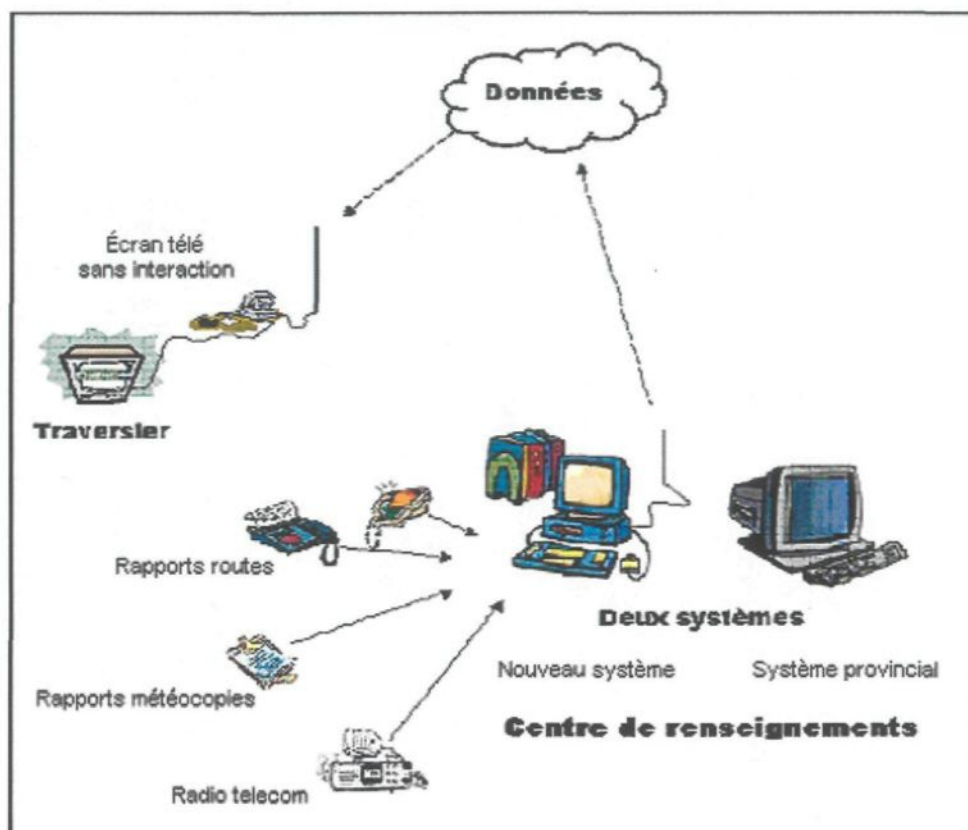 Données
Écran télé
sans interaction
Traversier
Rapports routes
Deux systèmes
Nouveau système
Système provincial
Rapports météocopies
Centre de renseignements
Radio telecom